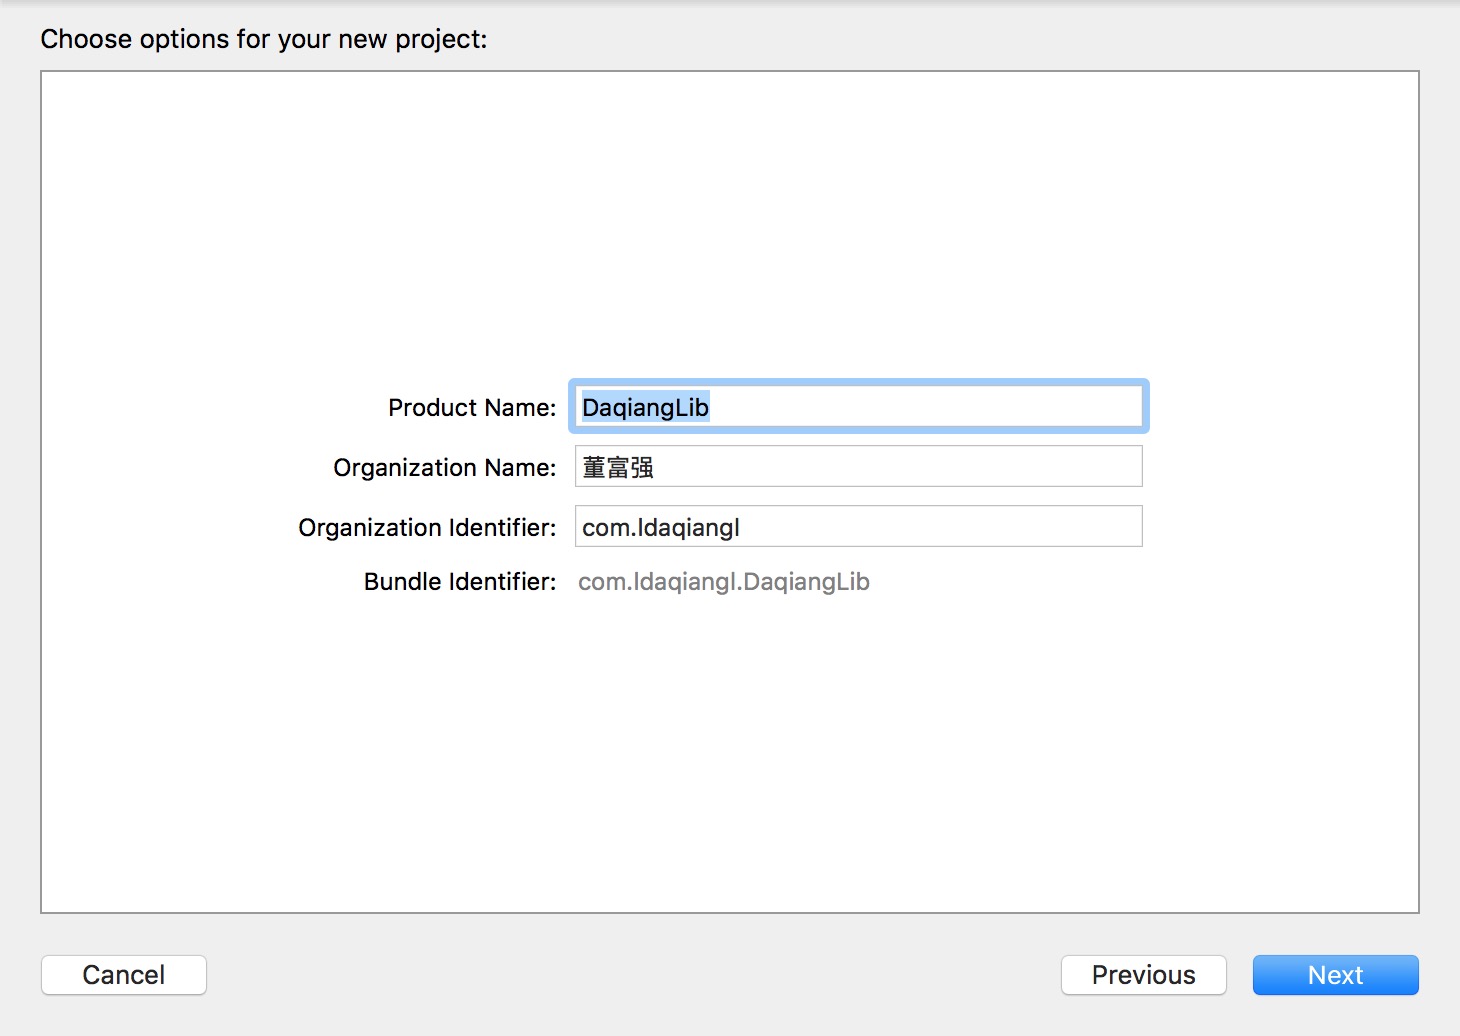 Choose options for your new project:
Product Name: DaqiangLib
Organization Name: 董富强
Organization Identifier: com.ldaqiangl
Bundle Identifier: com.ldaqiangl.DaqiangLib
Cancel Previous Next